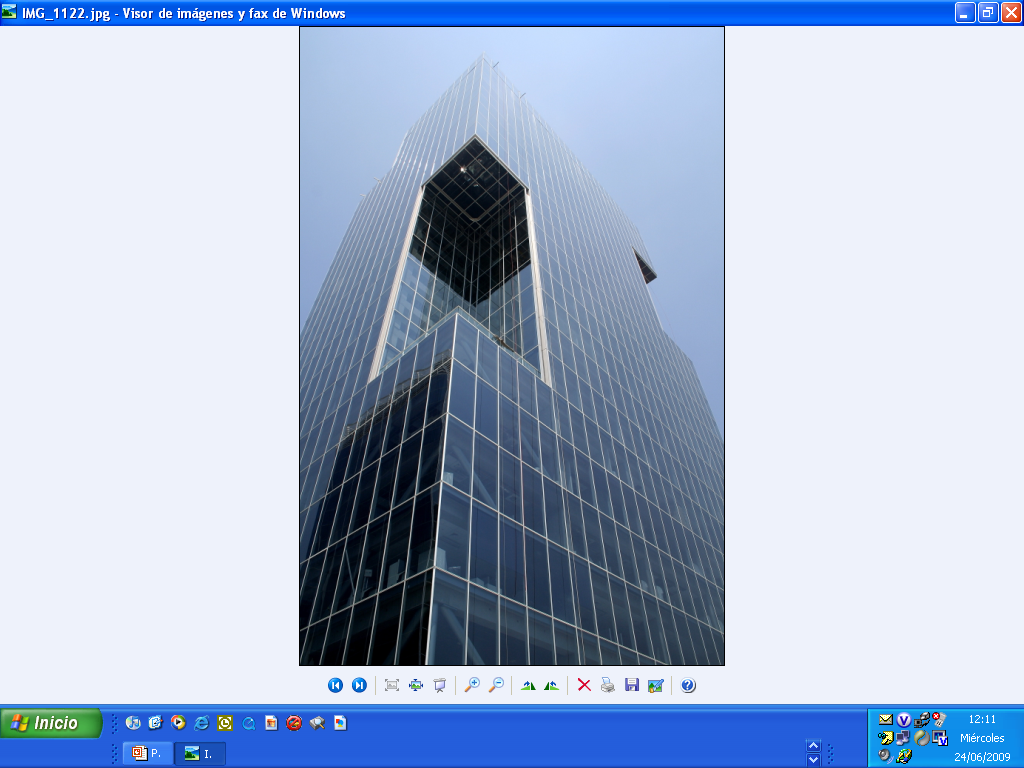 IMG_1122.jpg - Visor de imágenes y fax de Windows
Inicio
P.
I.
12:11
Miércoles
24/06/2009